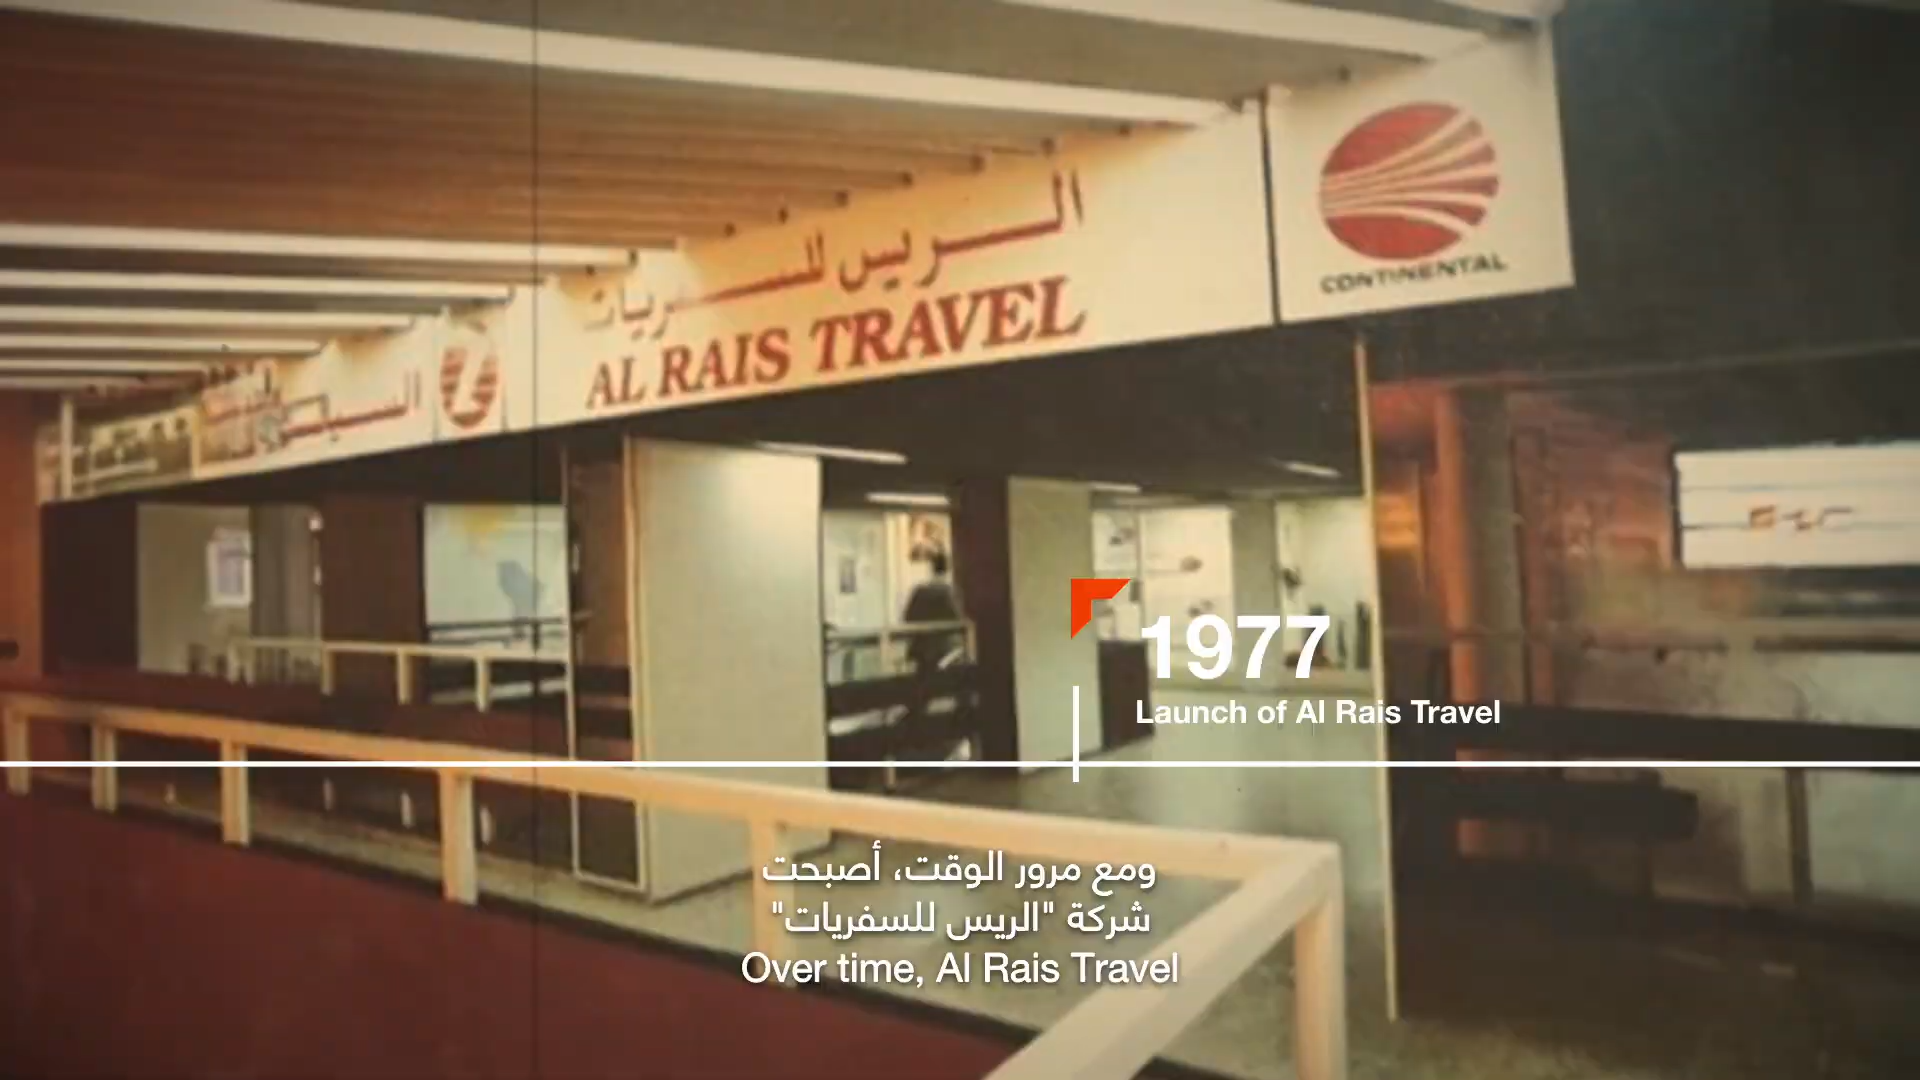 الريس للسفريات
AL RAIS TRAVEL
CONTINENTAL
1977
Launch of Al Rais Travel
ومع مرور الوقت، أصبحت
شركة "الريس للسفريات"
Over time, Al Rais Travel